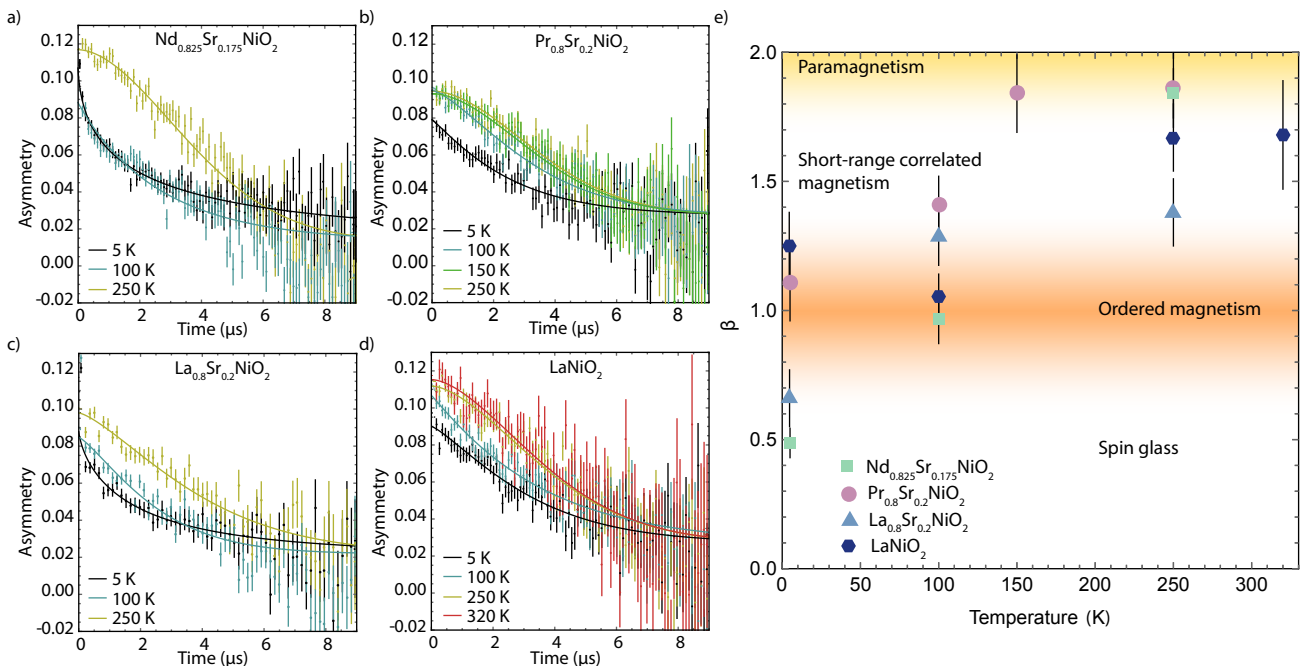 a)
Nd0.825Sr0.175NiO2
0.12
0.10
0.08
0.06
0.04
0.02
0.00
-0.02
Asymmetry
5 K
100 K
250 K
0 2 4 6 8
Time (μs)
b)
Pr0.8Sr0.2NiO2
0.12
0.10
0.08
0.06
0.04
0.02
0.00
-0.02
Asymmetry
5 K
100 K
150 K
250 K
0 2 4 6 8
Time (μs)
c)
La0.8Sr0.2NiO2
0.12
0.10
0.08
0.06
0.04
0.02
0.00
-0.02
Asymmetry
5 K
100 K
250 K
0 2 4 6 8
Time (μs)
d)
LaNiO2
0.12
0.10
0.08
0.06
0.04
0.02
0.00
-0.02
Asymmetry
5 K
100 K
250 K
320 K
0 2 4 6 8
Time (μs)
e)
2.0
1.5
1.0
0.5
0.0
β
Paramagnetism
Short-range correlated
magnetism
Ordered magnetism
Spin glass
Nd0.825Sr0.175NiO2
Pr0.8Sr0.2NiO2
La0.8Sr0.2NiO2
LaNiO2
0 50 100 150 200 250 300
Temperature (K)